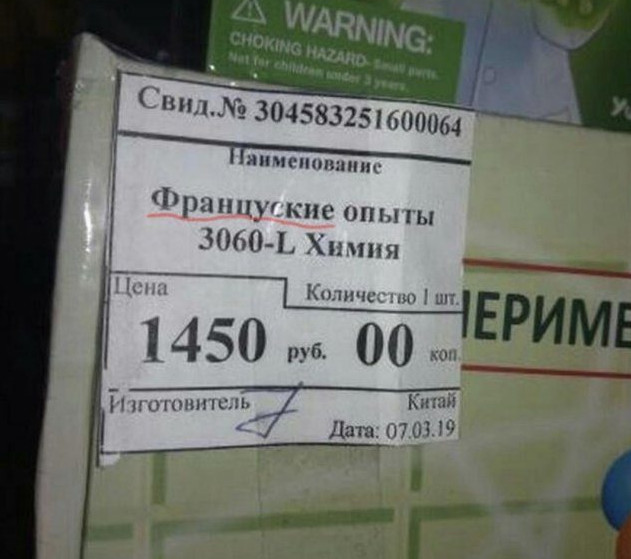 WARNING:
CHOKING HAZARD- Small parts.
Not for children under 3 years.
Свид.№ 304583251600064
Наименование
Француские опыты
3060-L Химия
Цена
Количество 1 шт.
1450 руб. 00 коп.
ЕРИМЕ
Изготовитель
Китай
Дата: 07.03.19